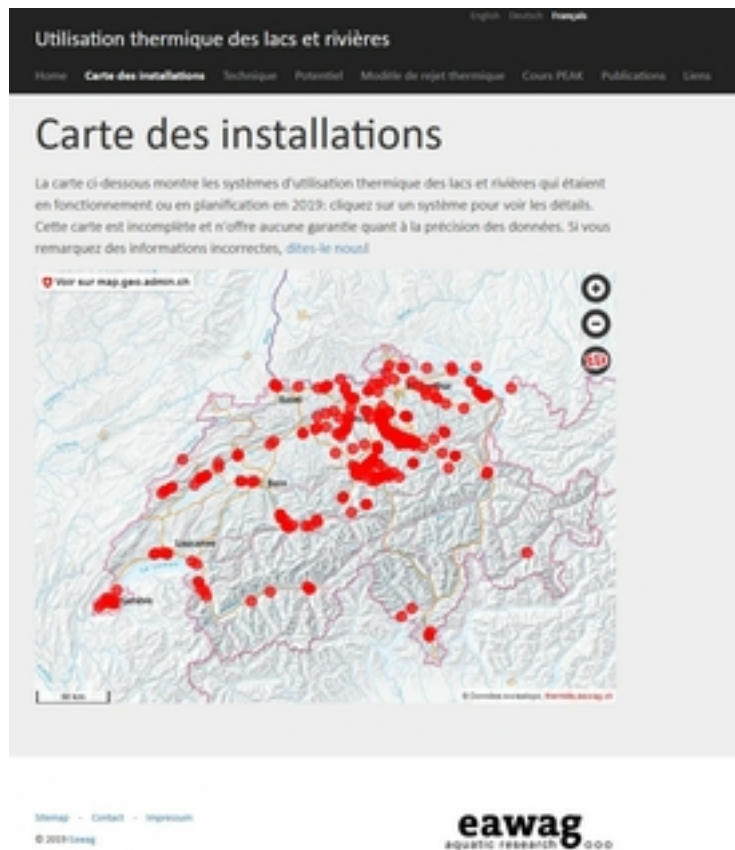 English Deutsch Français
Utilisation thermique des lacs et rivières
Home Carte des installations Technique Potentiel Modèle de rejet thermique Cours PEAK Publications Liens
Carte des installations
La carte ci-dessous montre les systèmes d'utilisation thermique des lacs et rivières qui étaient
en fonctionnement ou en planification en 2019: cliquez sur un système pour voir les détails.
Cette carte est incomplète et n'offre aucune garantie quant à la précision des données. Si vous
remarquez des informations incorrectes, dites-le nous!
Voir sur map.geo.admin.ch
Basel
Bern
Lausanne
Genève
thermdis.eawag.ch
Sitemap - Contact - Impressum
© 2019 Eawag
eawag
aquatic research